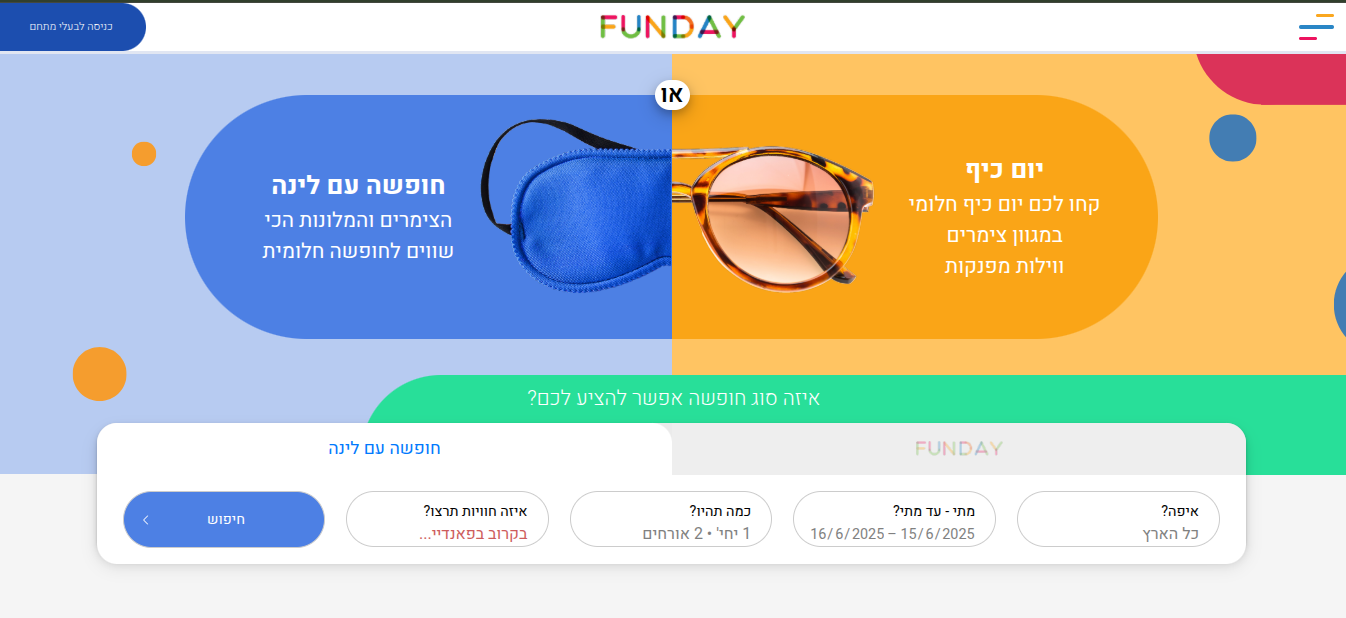 FUNDAY
כניסה לבעלי מתחם
או
יום כיף
קחו לכם יום כיף חלומי
במגוון צימרים
ווילות מפנקות
חופשה עם לינה
הצימרים והמלונות הכי
שווים לחופשה חלומית
איזה סוג חופשה אפשר להציע לכם?
FUNDAY
חופשה עם לינה
איפה?
כל הארץ
מתי - עד מתי?
15/6/2025 – 16/6/2025
כמה תהיו?
1 יחי' • 2 אורחים
איזה חוויות תרצו?
בקרוב בפאנדיי...
חיפוש